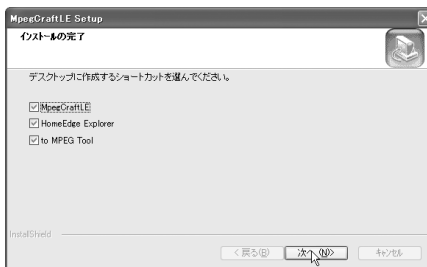 MpegCraftLE Setup
インストールの完了
デスクトップに作成するショートカットを選んでください。
MpegCraftLE
HomeEdge Explorer
to MPEG Tool
InstallShield
< 戻る(B)
次へ(N)>
キャンセル